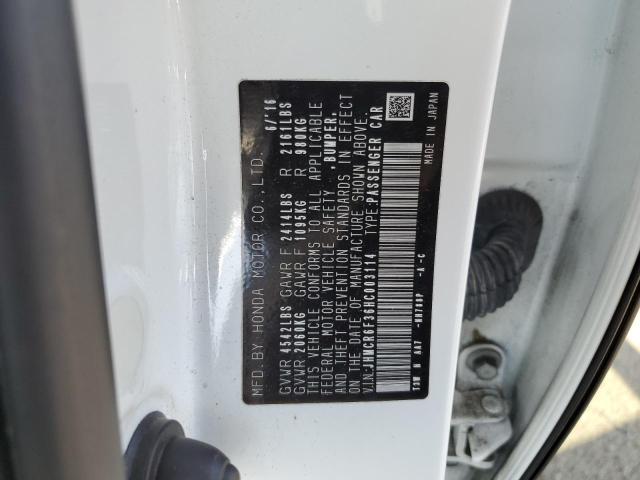 MFD.BY HONDA MOTOR CO.,LTD. 6/'16
GVWR 4542LBS GAWR F 2414LBS R 2161LBS
GVWR 2060KG GAWR F 1095KG R 980KG
THIS VEHICLE CONFORMS TO ALL APPLICABLE
FEDERAL MOTOR VEHICLE SAFETY ,BUMPER,
AND THEFT PREVENTION STANDARDS IN EFFECT
ON THE DATE OF MANUFACTURE SHOWN ABOVE.
V.I.N.:JHMCR6F36HC003114 TYPE:PASSENGER CAR
AA7 -NH788P -A-C MADE IN JAPAN